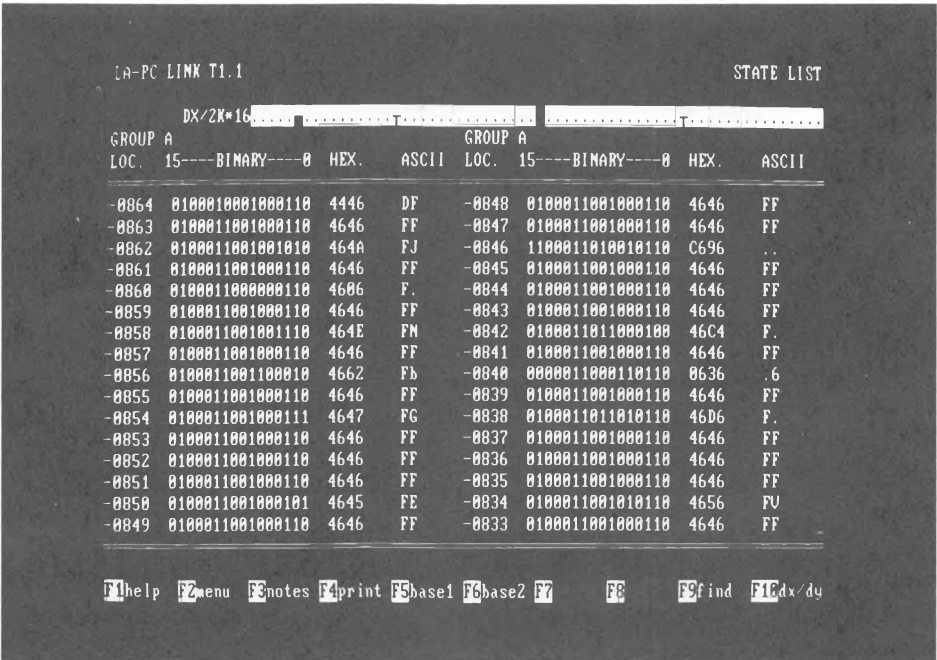 LA-PC LINK T1.1 STATE LIST
DX/2K*16
GROUP A GROUP A
LOC. 15----BINARY----0 HEX. ASCII LOC. 15----BINARY----0 HEX. ASCII
-0864 0100010001000110 4446 DF -0848 0100011001000110 4646 FF
-0863 0100011001000110 4646 FF -0847 0100011001000110 4646 FF
-0862 0100011001001010 464A FJ -0846 1100011010010110 C696 ..
-0861 0100011001000110 4646 FF -0845 0100011001000110 4646 FF
-0860 0100011000000110 4606 F. -0844 0100011001000110 4646 FF
-0859 0100011001000110 4646 FF -0843 0100011001000110 4646 FF
-0858 0100011001001110 464E FN -0842 0100011011000100 46C4 F.
-0857 0100011001000110 4646 FF -0841 0100011001000110 4646 FF
-0856 0100011001100010 4662 Fb -0840 0000011000110110 0636 .6
-0855 0100011001000110 4646 FF -0839 0100011001000110 4646 FF
-0854 0100011001000111 4647 FG -0838 0100011011010110 46D6 F.
-0853 0100011001000110 4646 FF -0837 0100011001000110 4646 FF
-0852 0100011001000110 4646 FF -0836 0100011001000110 4646 FF
-0851 0100011001000110 4646 FF -0835 0100011001000110 4646 FF
-0850 0100011001000101 4645 FE -0834 0100011001010110 4656 FV
-0849 0100011001000110 4646 FF -0833 0100011001000110 4646 FF
F1help F2menu F3notes F4print F5base1 F6base2 F7 F8 F9find F10dx/dy